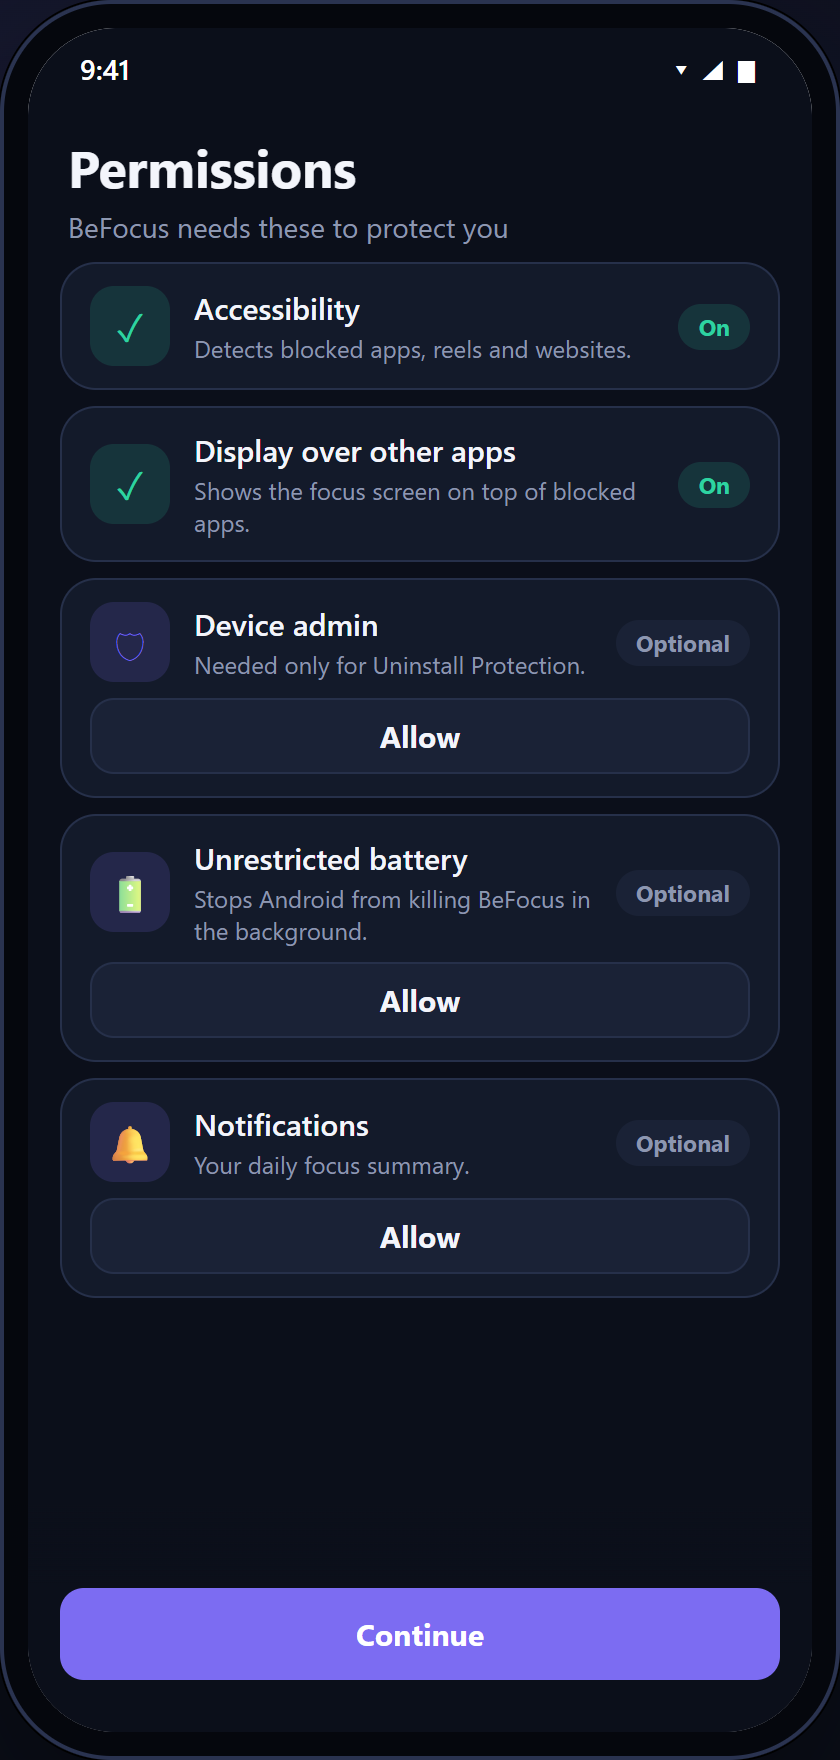 9:41
Permissions
BeFocus needs these to protect you
Accessibility
Detects blocked apps, reels and websites.
On
Display over other apps
Shows the focus screen on top of blocked
apps.
On
Device admin
Needed only for Uninstall Protection.
Optional
Allow
Unrestricted battery
Stops Android from killing BeFocus in
the background.
Optional
Allow
Notifications
Your daily focus summary.
Optional
Allow
Continue